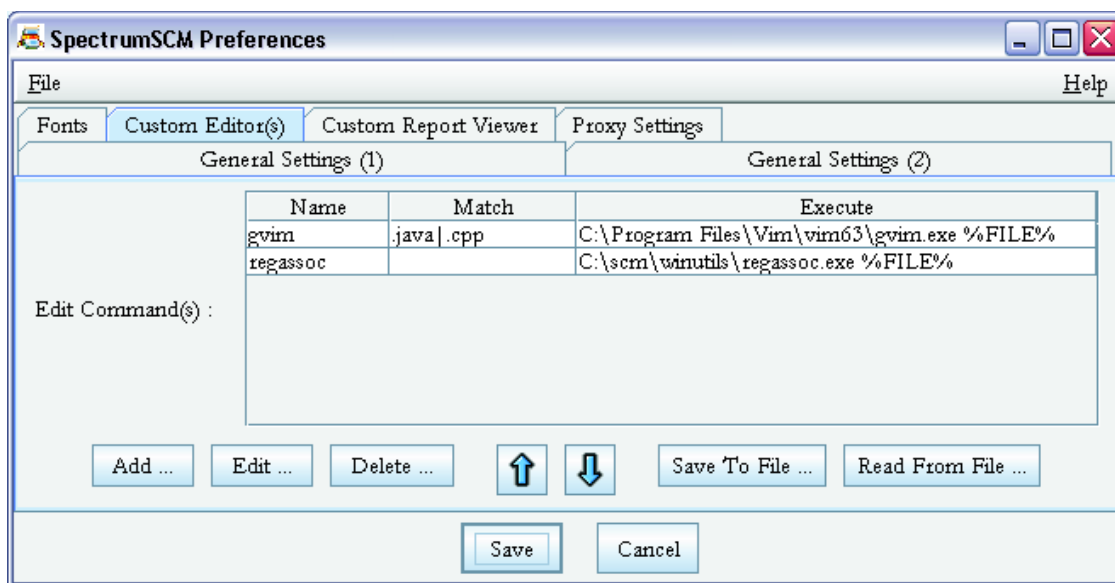 SpectrumSCM Preferences
File Help
Fonts Custom Editor(s) Custom Report Viewer Proxy Settings
General Settings (1) General Settings (2)
Name Match Execute
gvim .java|.cpp C:\Program Files\Vim\vim63\gvim.exe %FILE%
regassoc C:\scm\winutils\regassoc.exe %FILE%
Edit Command(s) :
Add ... Edit ... Delete ... Save To File ... Read From File ...
Save Cancel